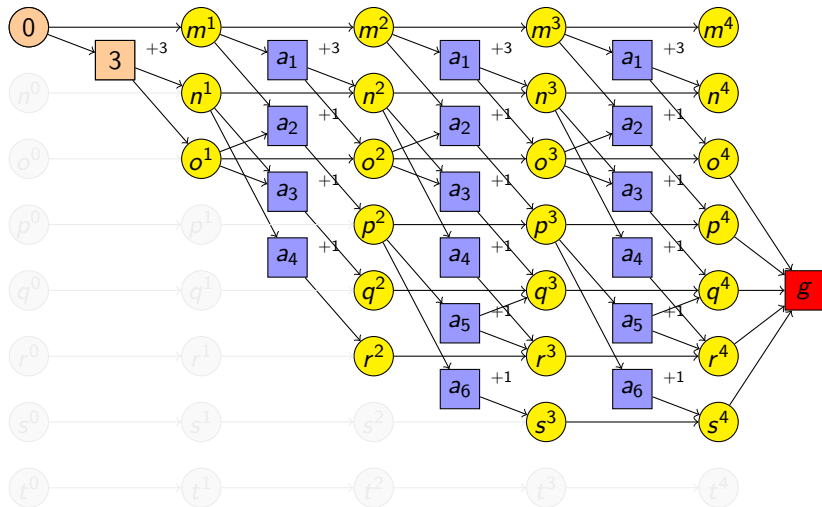 0 m¹ m² m³ m⁴
3 +3 a₁ +3 a₁ +3 a₁ +3
n⁰ n¹ n² n³ n⁴
a₂ +1 a₂ +1 a₂ +1
o⁰ o¹ o² o³ o⁴
a₃ +1 a₃ +1 a₃ +1
p⁰ p¹ p² p³ p⁴
a₄ +1 a₄ +1 a₄ +1
q⁰ q¹ q² q³ q⁴ g
a₅ +1 a₅ +1
r⁰ r¹ r² r³ r⁴
a₆ +1 a₆ +1
s⁰ s¹ s² s³ s⁴
t⁰ t¹ t² t³ t⁴